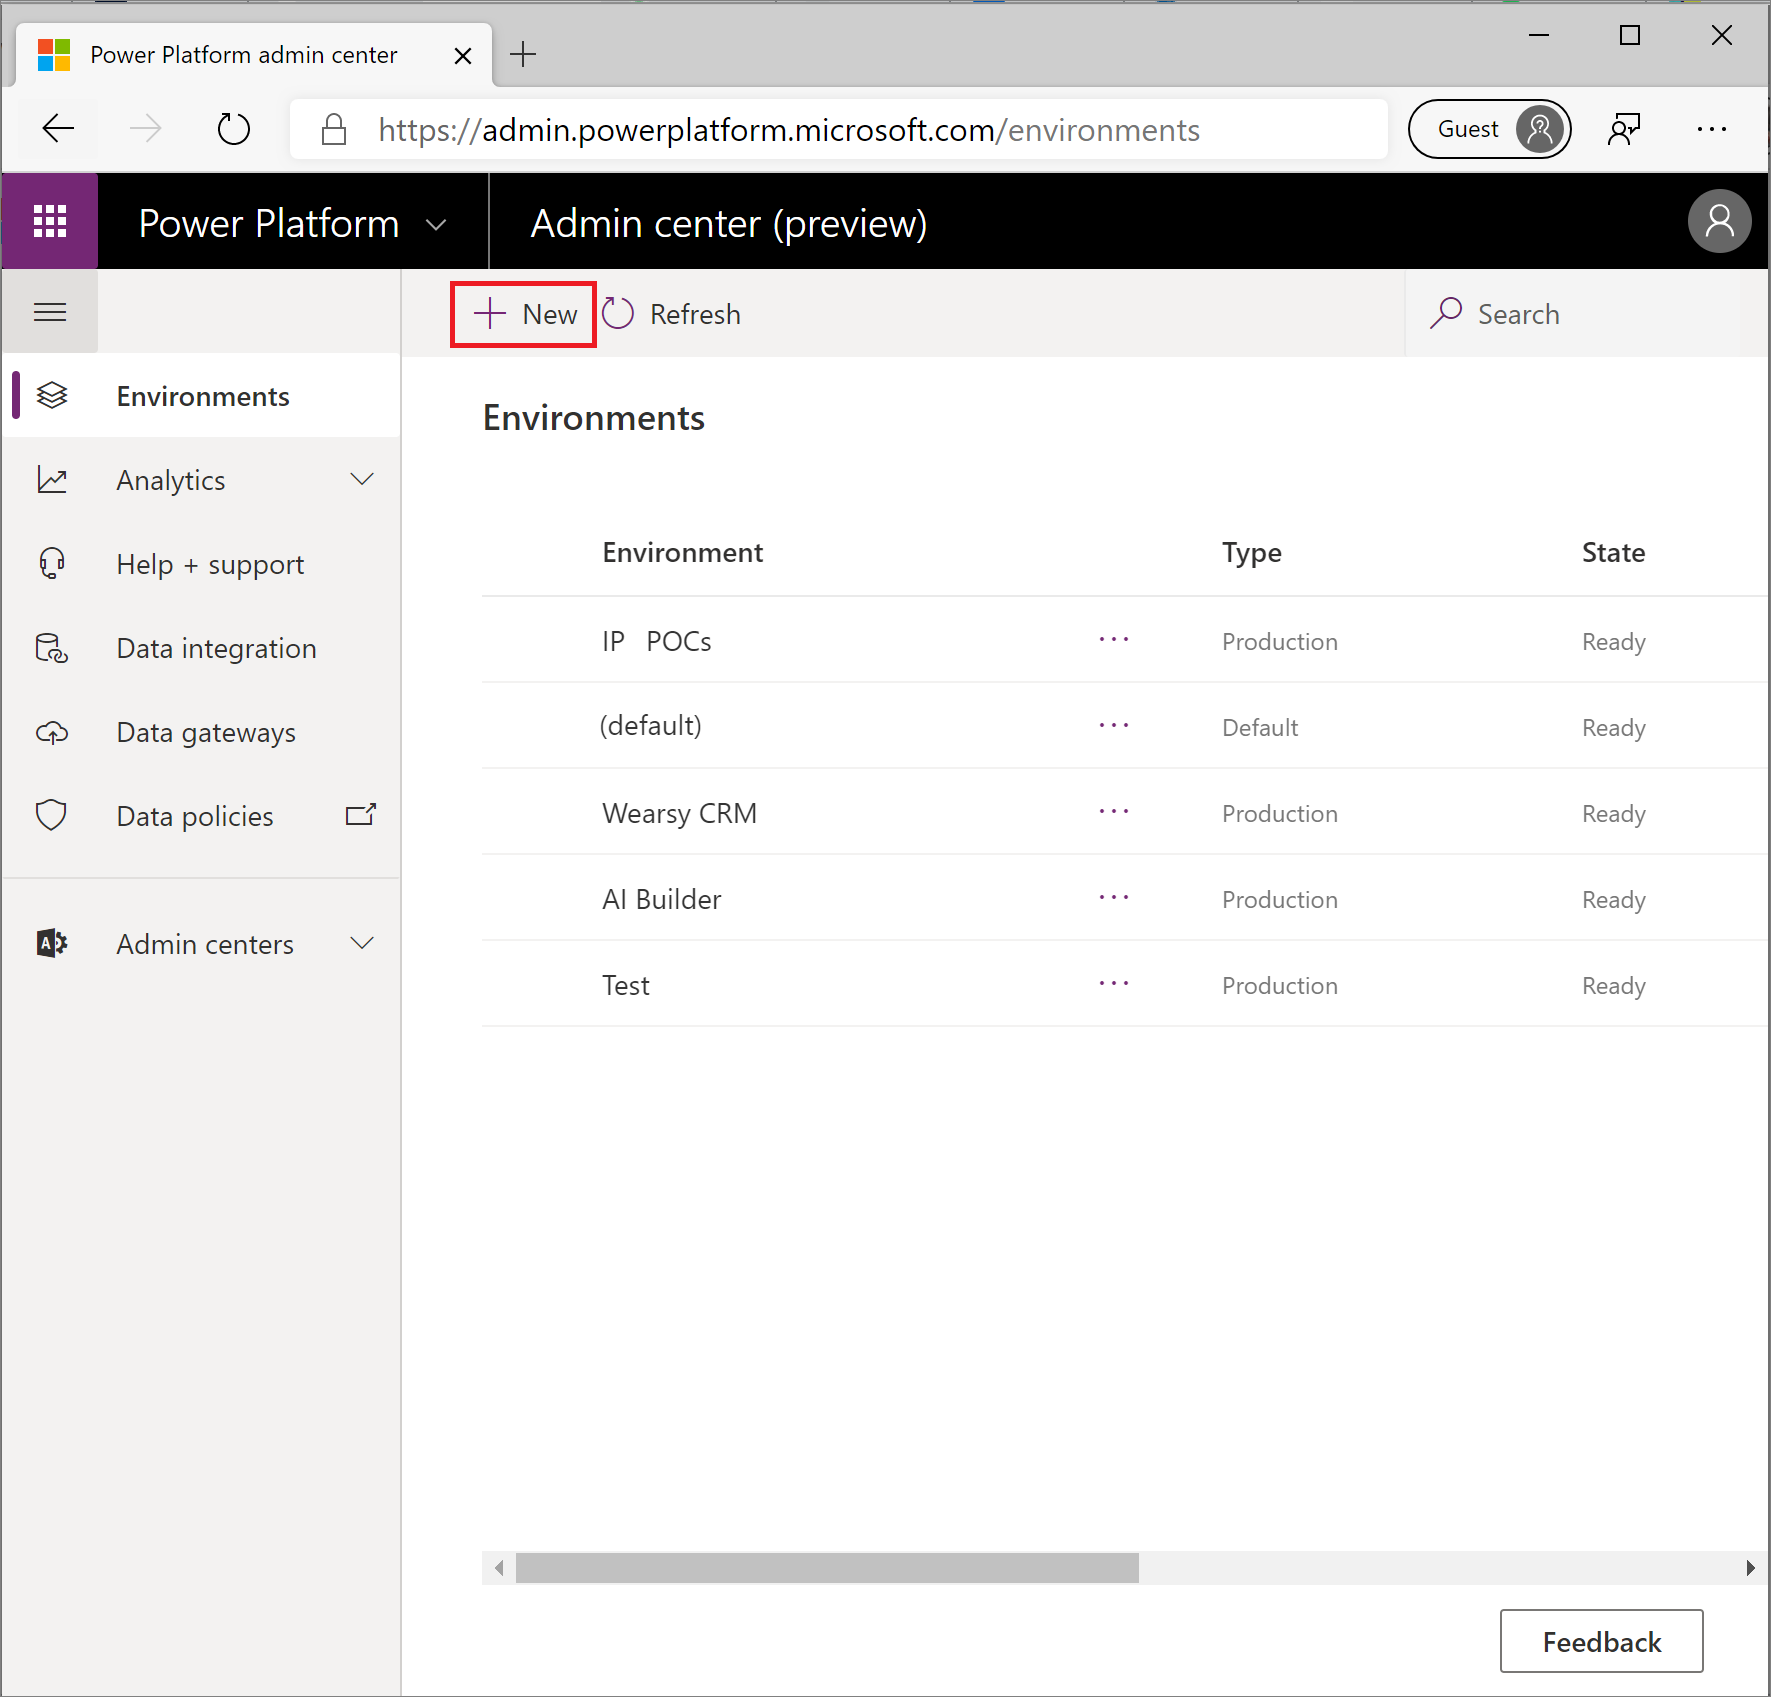 Power Platform admin center
https://admin.powerplatform.microsoft.com/environments
Guest
Power Platform
Admin center (preview)
New
Refresh
Search
Environments
Analytics
Help + support
Data integration
Data gateways
Data policies
Admin centers
Environments
Environment Type State
IP POCs ··· Production Ready
(default) ··· Default Ready
Wearsy CRM ··· Production Ready
AI Builder ··· Production Ready
Test ··· Production Ready
Feedback